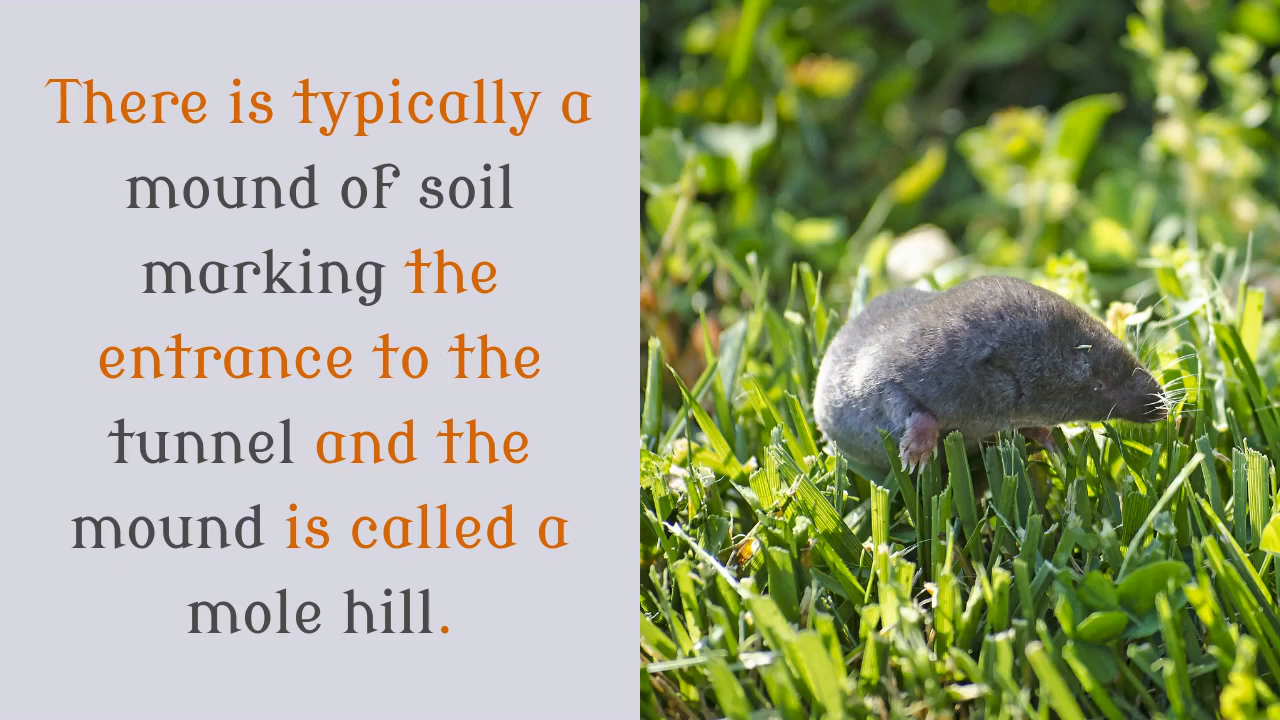 There is typically a
mound of soil
marking the
entrance to the
tunnel and the
mound is called a
mole hill.